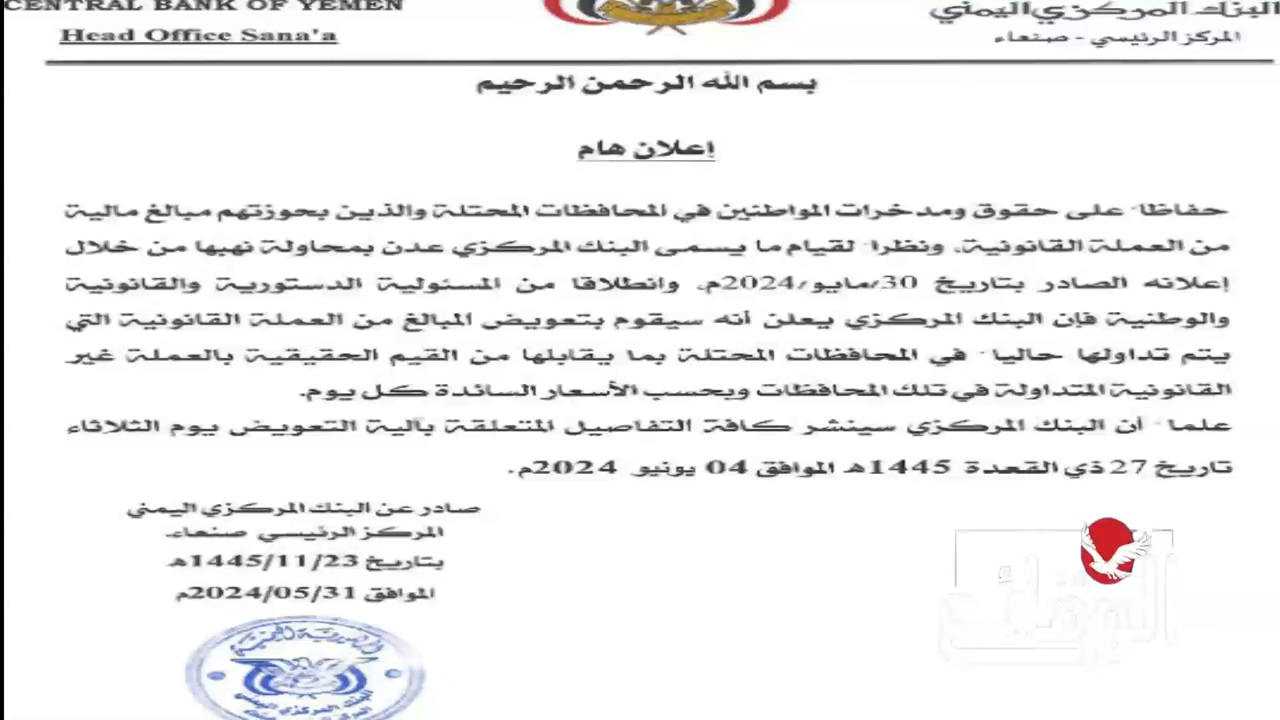 CENTRAL BANK OF YEMEN
Head Office Sana'a
البنك المركزي اليمني
المركز الرئيسي - صنعاء
بسم الله الرحمن الرحيم
إعلان هام
حفاظاً على حقوق ومدخرات المواطنين في المحافظات المحتلة والذين بحوزتهم مبالغ مالية
من العملة القانونية، ونظراً لقيام ما يسمى البنك المركزي عدن بمحاولة نهبها من خلال
إعلانه الصادر بتاريخ 30/مايو/2024م، وانطلاقا من المسئولية الدستورية والقانونية
والوطنية فإن البنك المركزي يعلن أنه سيقوم بتعويض المبالغ من العملة القانونية التي
يتم تداولها حالياً في المحافظات المحتلة بما يقابلها من القيم الحقيقية بالعملة غير
القانونية المتداولة في تلك المحافظات وبحسب الأسعار السائدة كل يوم.
علماً أن البنك المركزي سينشر كافة التفاصيل المتعلقة بآلية التعويض يوم الثلاثاء
تاريخ 27 ذي القعدة 1445هـ الموافق 04 يونيو 2024م.
صادر عن البنك المركزي اليمني
المركز الرئيسي صنعاء.
بتاريخ 1445/11/23هـ
الموافق 2024/05/31م
الجمهورية اليمنية
البنك المركزي اليمني